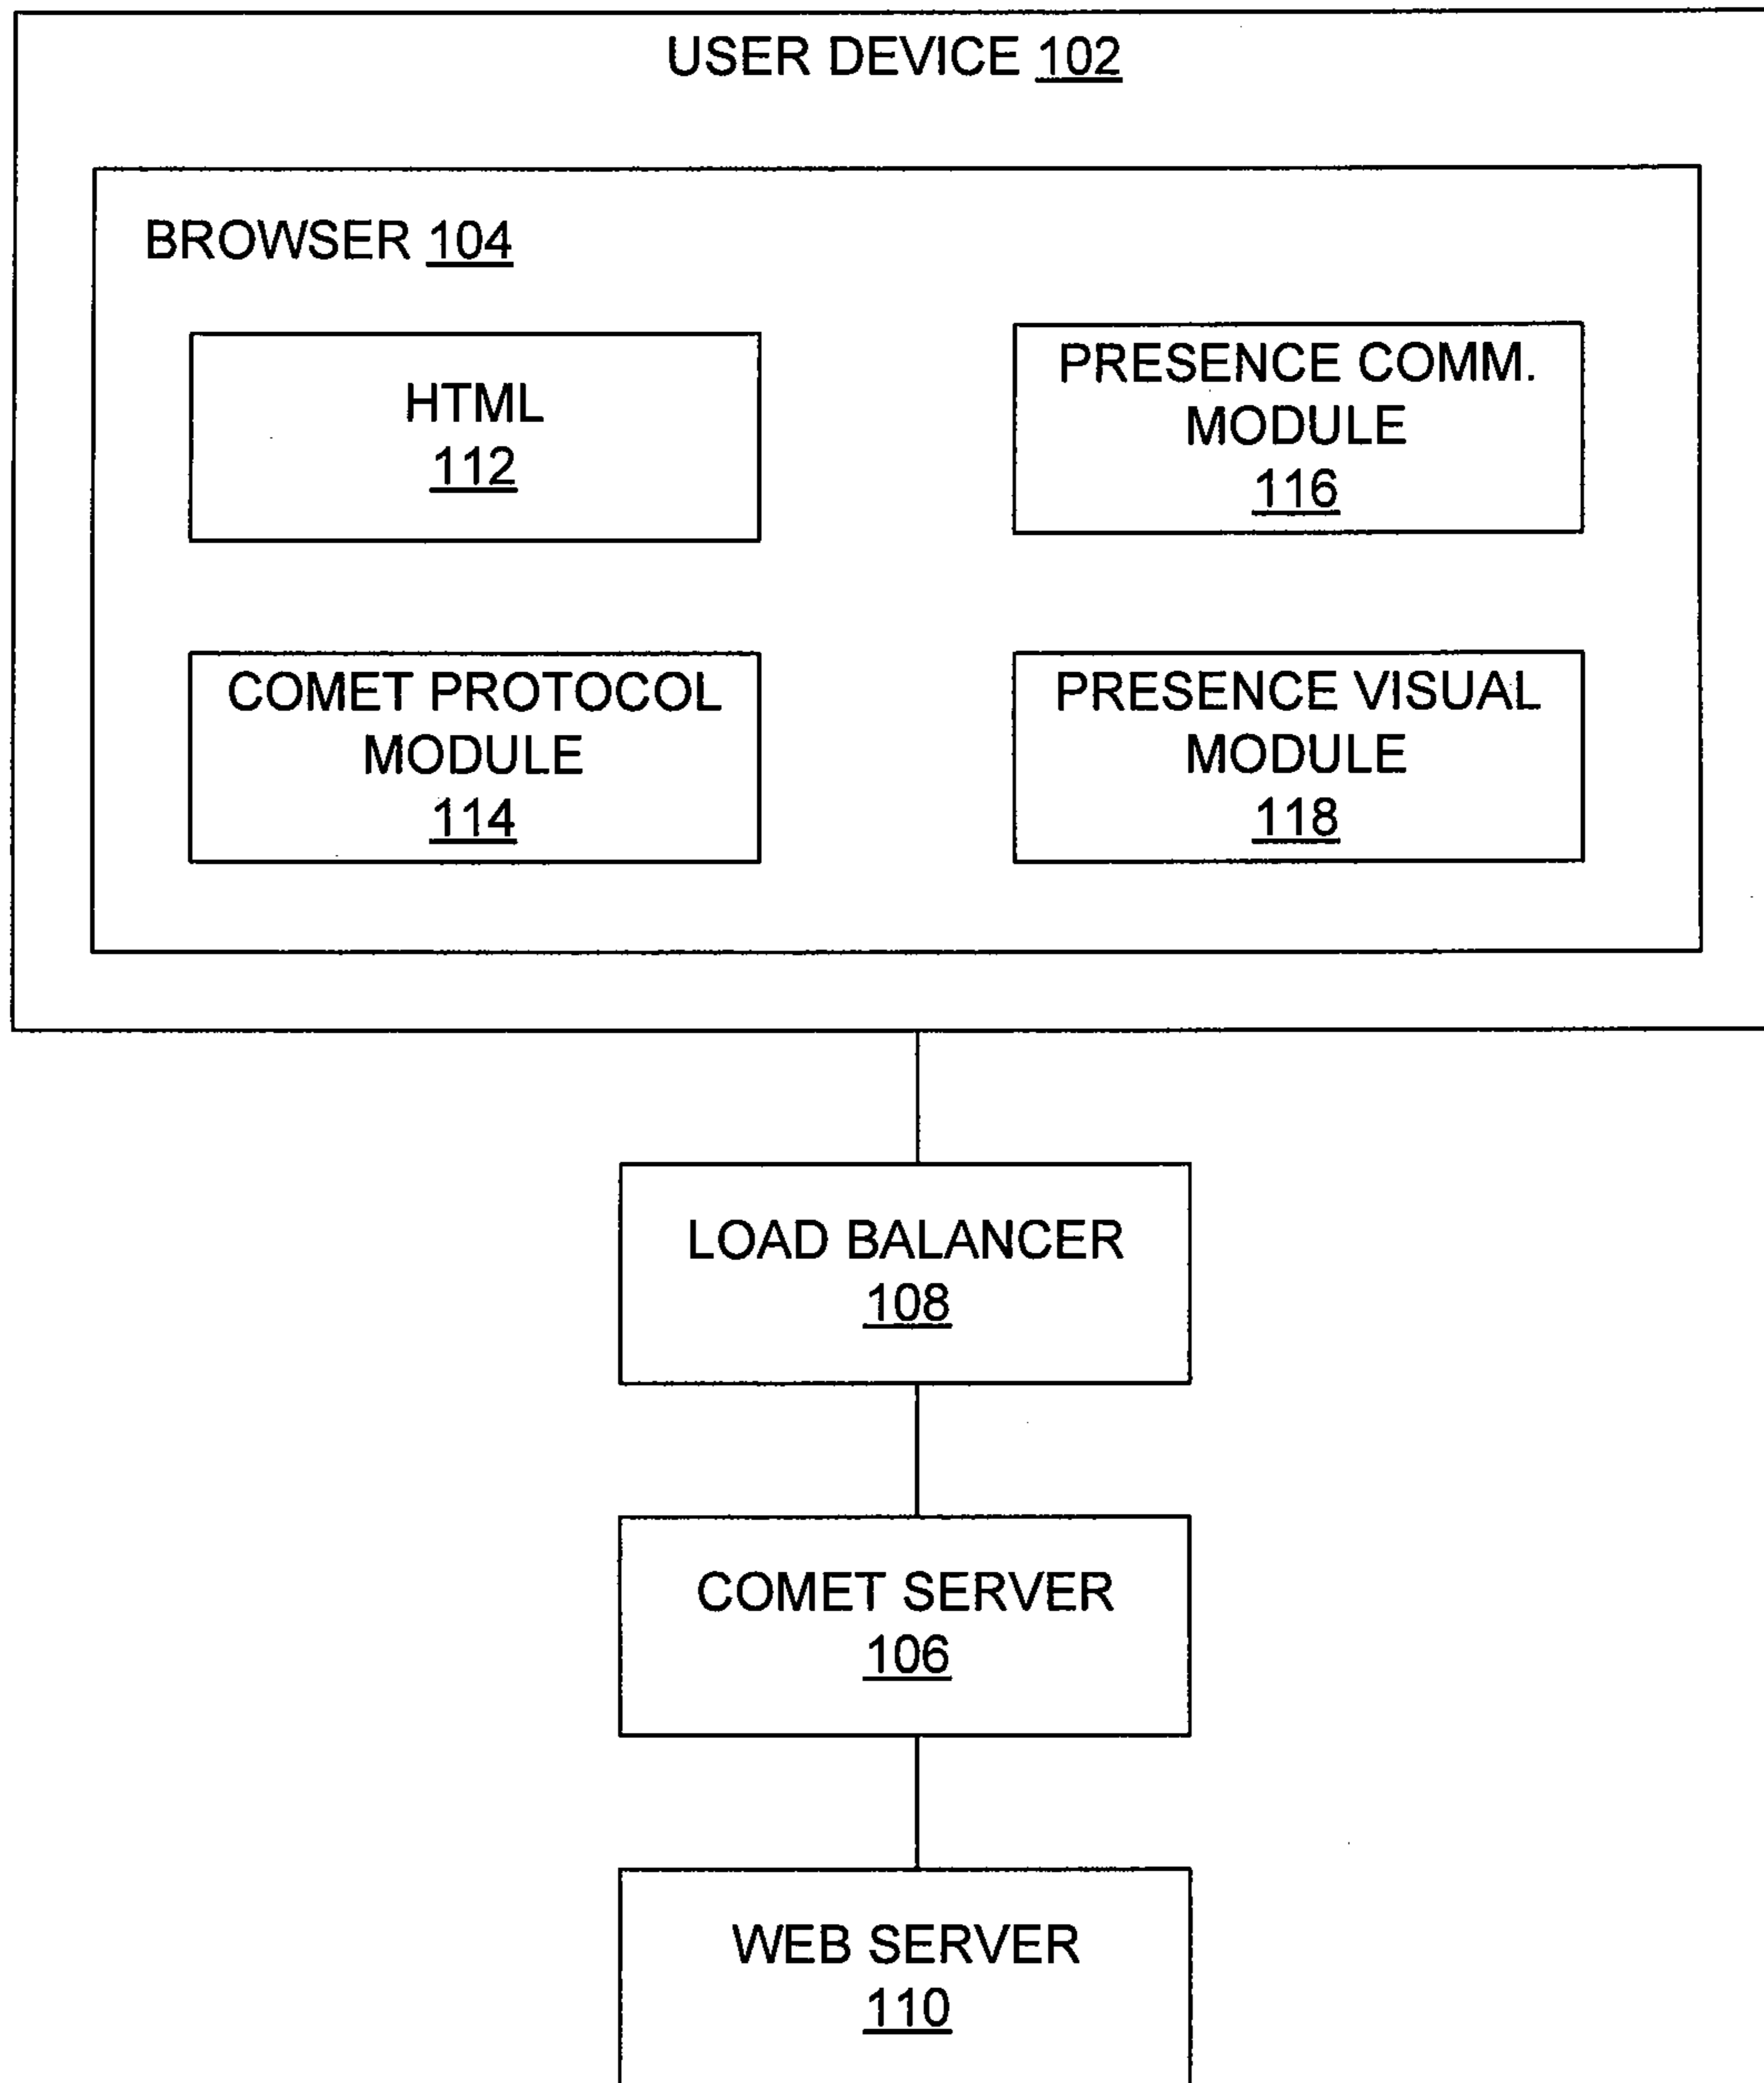 USER DEVICE 102
BROWSER 104
HTML
112
PRESENCE COMM.
MODULE
116
COMET PROTOCOL
MODULE
114
PRESENCE VISUAL
MODULE
118
LOAD BALANCER
108
COMET SERVER
106
WEB SERVER
110